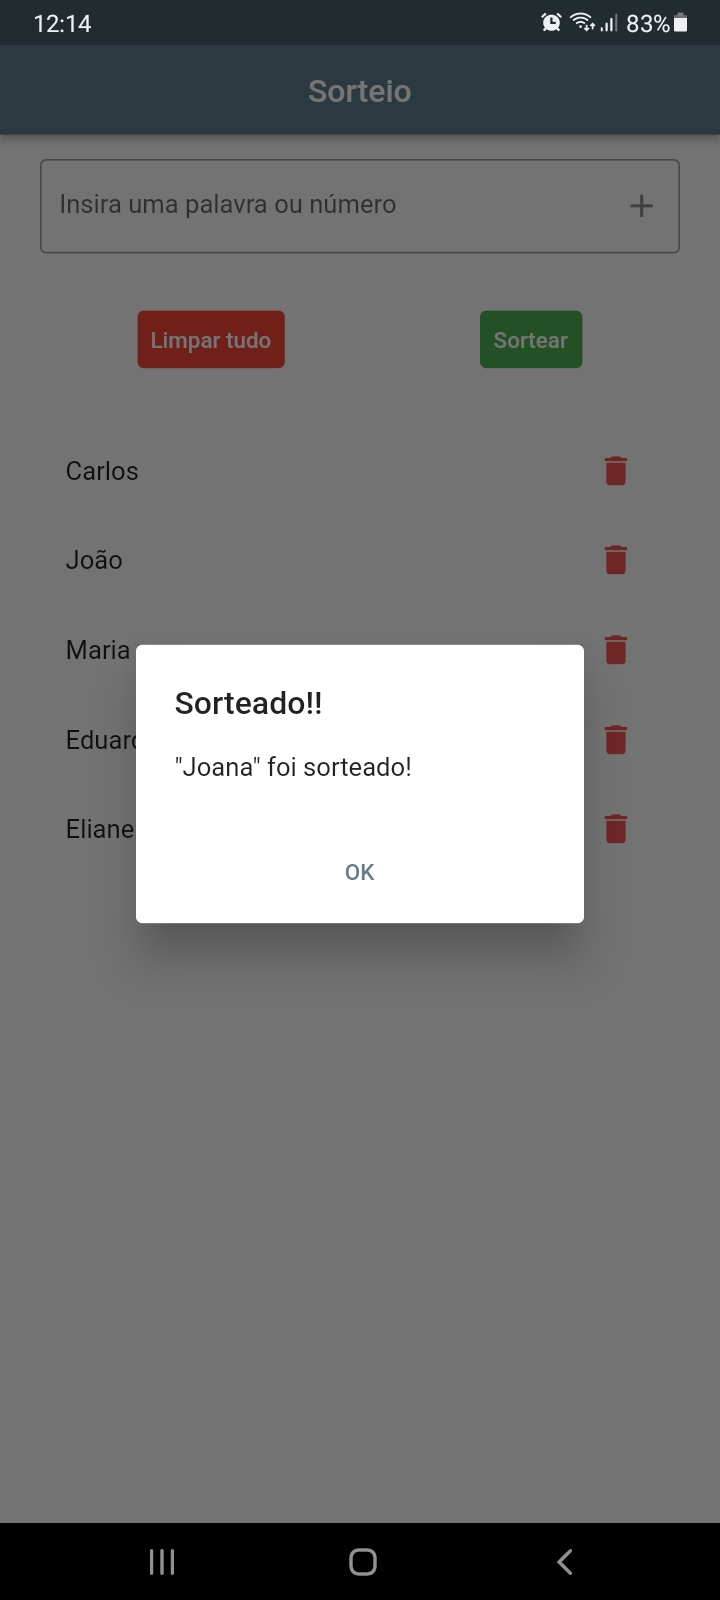 12:14
83%
Sorteio
Insira uma palavra ou número
Limpar tudo
Sortear
Carlos
João
Maria
Eliane
Sorteado!!
"Joana" foi sorteado!
OK